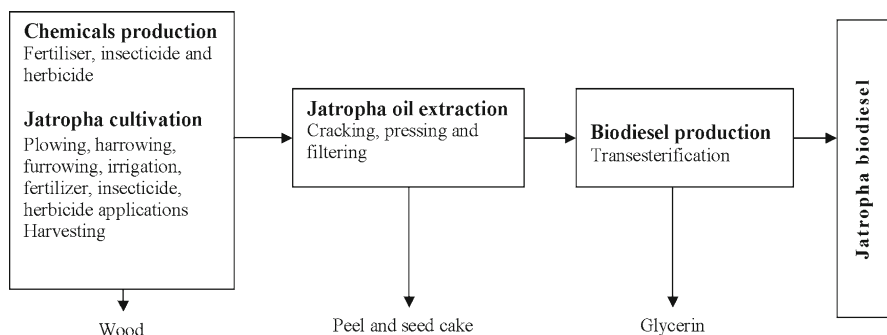 Chemicals production
Fertiliser, insecticide and
herbicide
Jatropha cultivation
Plowing, harrowing,
furrowing, irrigation,
fertilizer, insecticide,
herbicide applications
Harvesting
Wood
Jatropha oil extraction
Cracking, pressing and
filtering
Peel and seed cake
Biodiesel production
Transesterification
Glycerin
Jatropha biodiesel